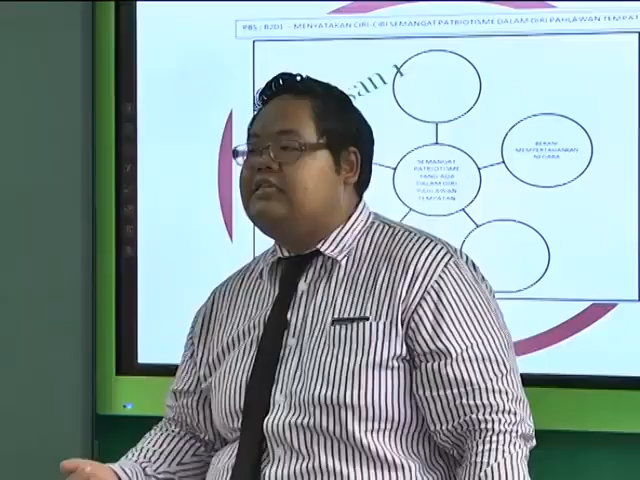 PBS : B2D1 :- MENYATAKAN CIRI-CIRI SEMANGAT PATRIOTISME DALAM DIRI PAHLAWAN TEMPAT
SEMANGAT
PATRIOTISME
YANG ADA
DALAM DIRI
PAHLAWAN
TEMPATAN
BERANI
MEMPERTAHANKAN
NEGARA